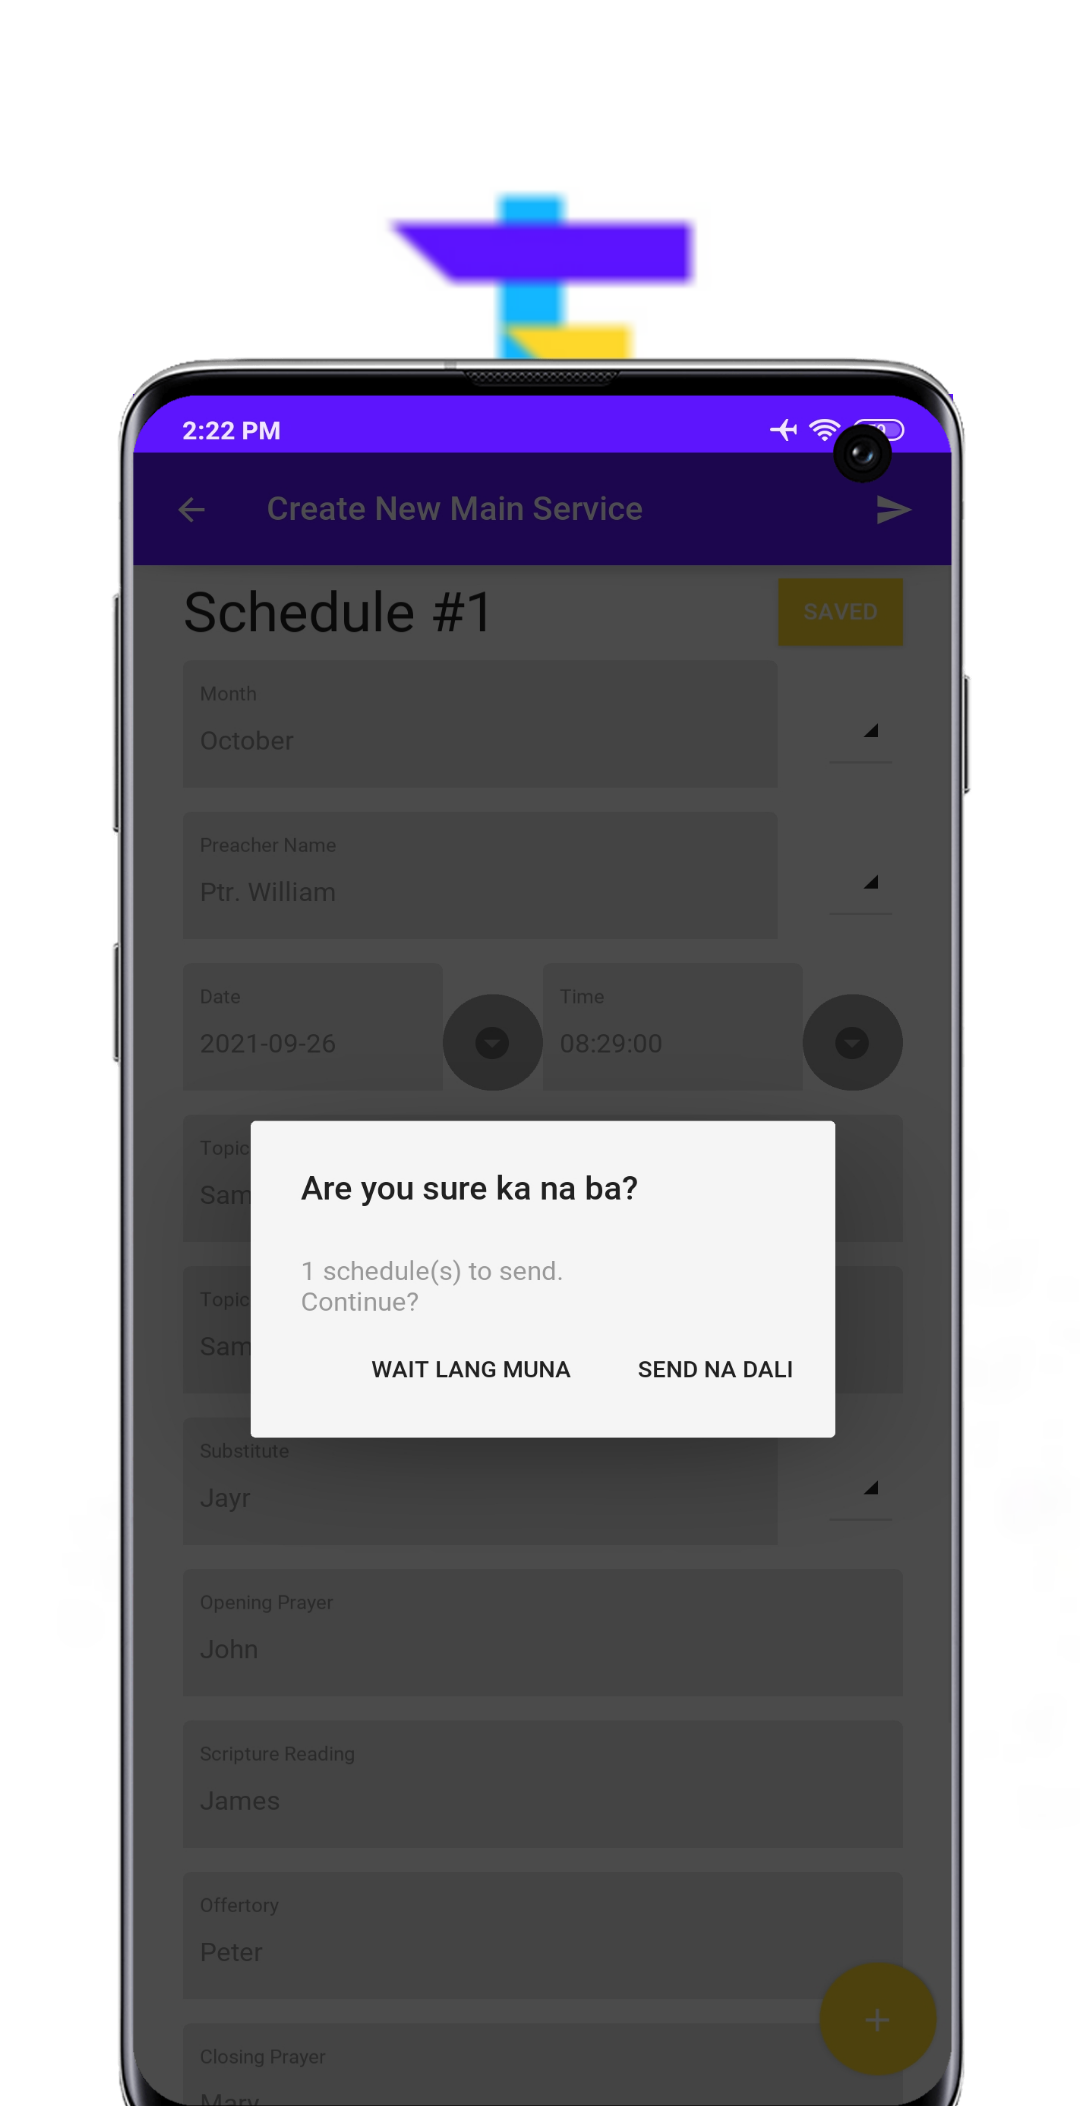 2:22 PM
Create New Main Service
Schedule #1
SAVED
Month
October
Preacher Name
Ptr. William
Date
2021-09-26
Time
08:29:00
Topic
Sam
Are you sure ka na ba?
1 schedule(s) to send.
Continue?
WAIT LANG MUNA
SEND NA DALI
Topic
Sam
Substitute
Jayr
Opening Prayer
John
Scripture Reading
James
Offertory
Peter
Closing Prayer
Mary